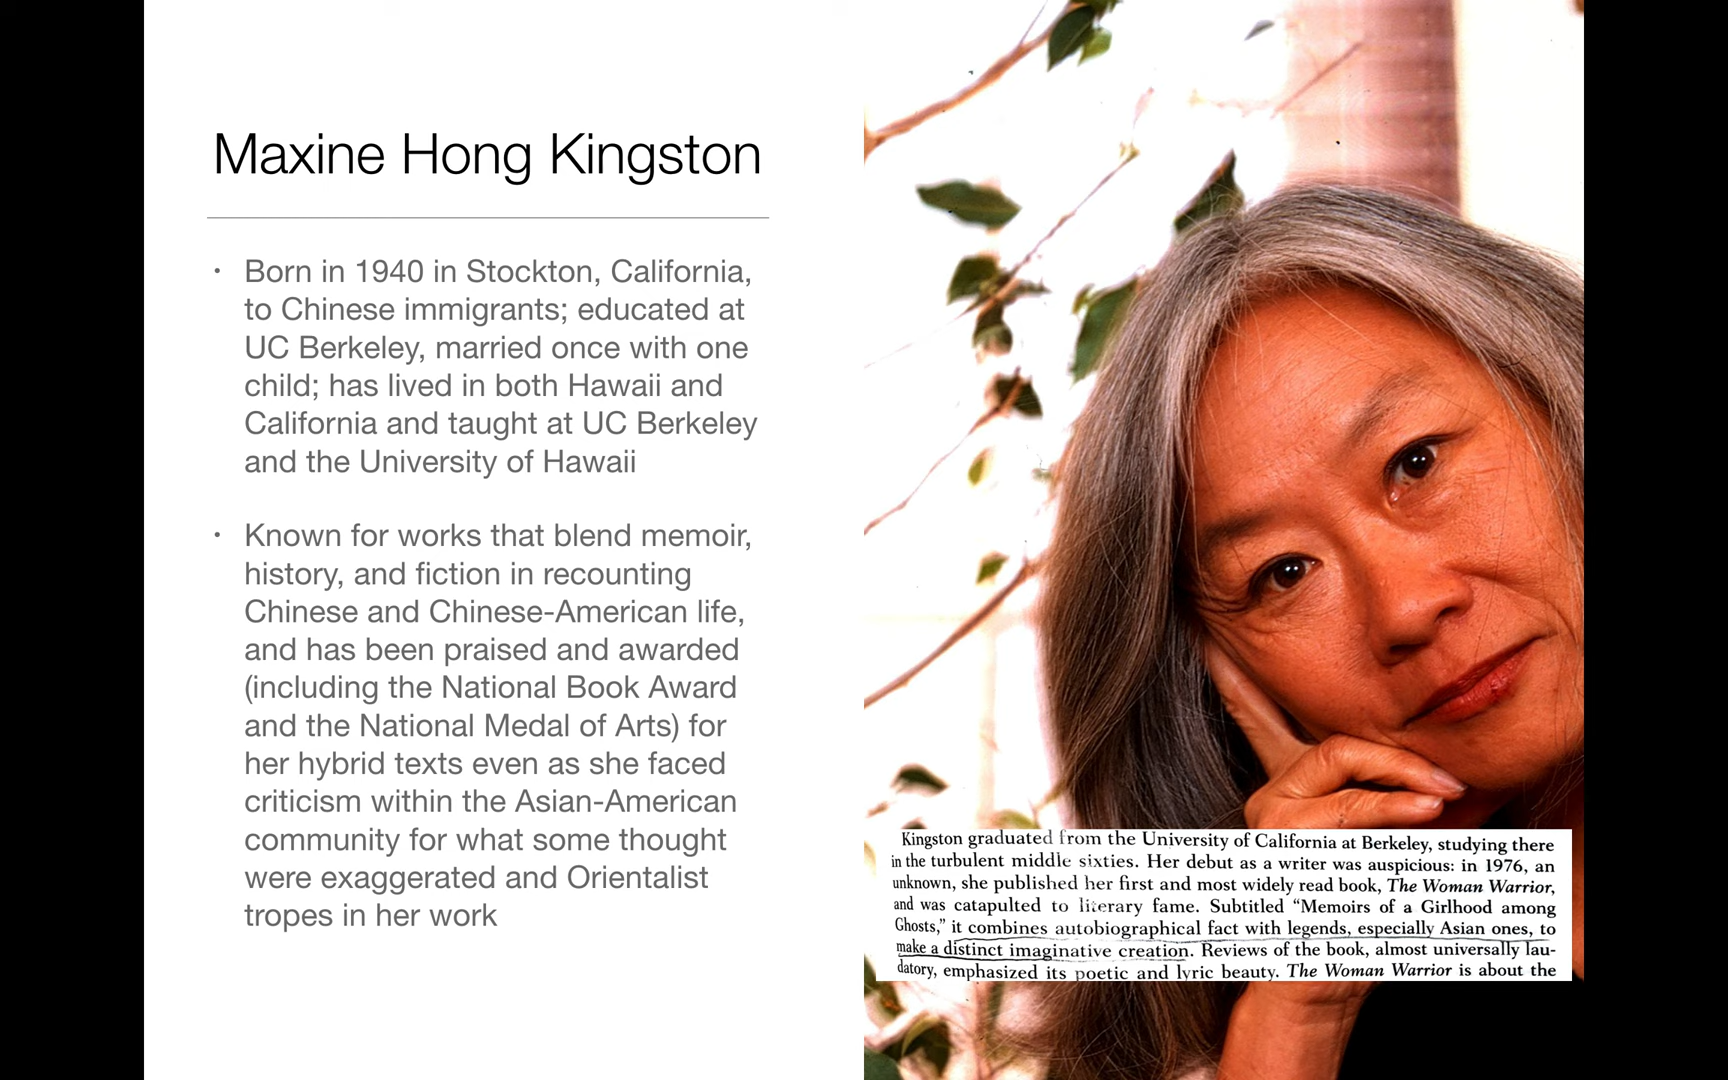 Maxine Hong Kingston
• Born in 1940 in Stockton, California,
to Chinese immigrants; educated at
UC Berkeley, married once with one
child; has lived in both Hawaii and
California and taught at UC Berkeley
and the University of Hawaii
• Known for works that blend memoir,
history, and fiction in recounting
Chinese and Chinese-American life,
and has been praised and awarded
(including the National Book Award
and the National Medal of Arts) for
her hybrid texts even as she faced
criticism within the Asian-American
community for what some thought
were exaggerated and Orientalist
tropes in her work
Kingston graduated from the University of California at Berkeley, studying there
in the turbulent middle sixties. Her debut as a writer was auspicious: in 1976, an
unknown, she published her first and most widely read book, The Woman Warrior,
and was catapulted to literary fame. Subtitled “Memoirs of a Girlhood among
Ghosts,” it combines autobiographical fact with legends, especially Asian ones, to
make a distinct imaginative creation. Reviews of the book, almost universally lau-
datory, emphasized its poetic and lyric beauty. The Woman Warrior is about the